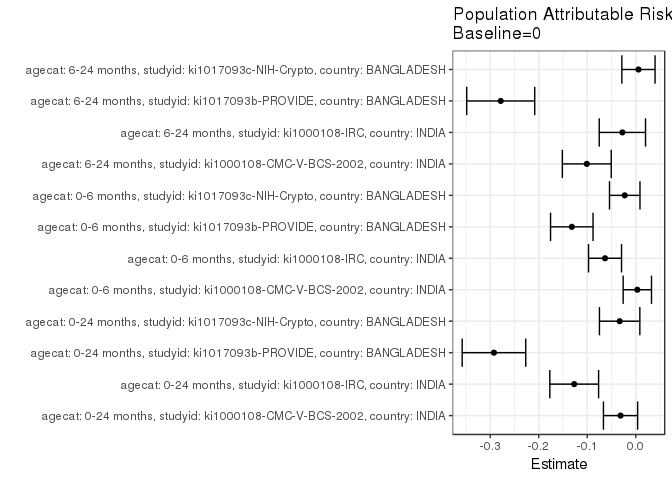 Population Attributable Risk
Baseline=0
agecat: 6-24 months, studyid: ki1017093c-NIH-Crypto, country: BANGLADESH
agecat: 6-24 months, studyid: ki1017093b-PROVIDE, country: BANGLADESH
agecat: 6-24 months, studyid: ki1000108-IRC, country: INDIA
agecat: 6-24 months, studyid: ki1000108-CMC-V-BCS-2002, country: INDIA
agecat: 0-6 months, studyid: ki1017093c-NIH-Crypto, country: BANGLADESH
agecat: 0-6 months, studyid: ki1017093b-PROVIDE, country: BANGLADESH
agecat: 0-6 months, studyid: ki1000108-IRC, country: INDIA
agecat: 0-6 months, studyid: ki1000108-CMC-V-BCS-2002, country: INDIA
agecat: 0-24 months, studyid: ki1017093c-NIH-Crypto, country: BANGLADESH
agecat: 0-24 months, studyid: ki1017093b-PROVIDE, country: BANGLADESH
agecat: 0-24 months, studyid: ki1000108-IRC, country: INDIA
agecat: 0-24 months, studyid: ki1000108-CMC-V-BCS-2002, country: INDIA
-0.3 -0.2 -0.1 0.0
Estimate